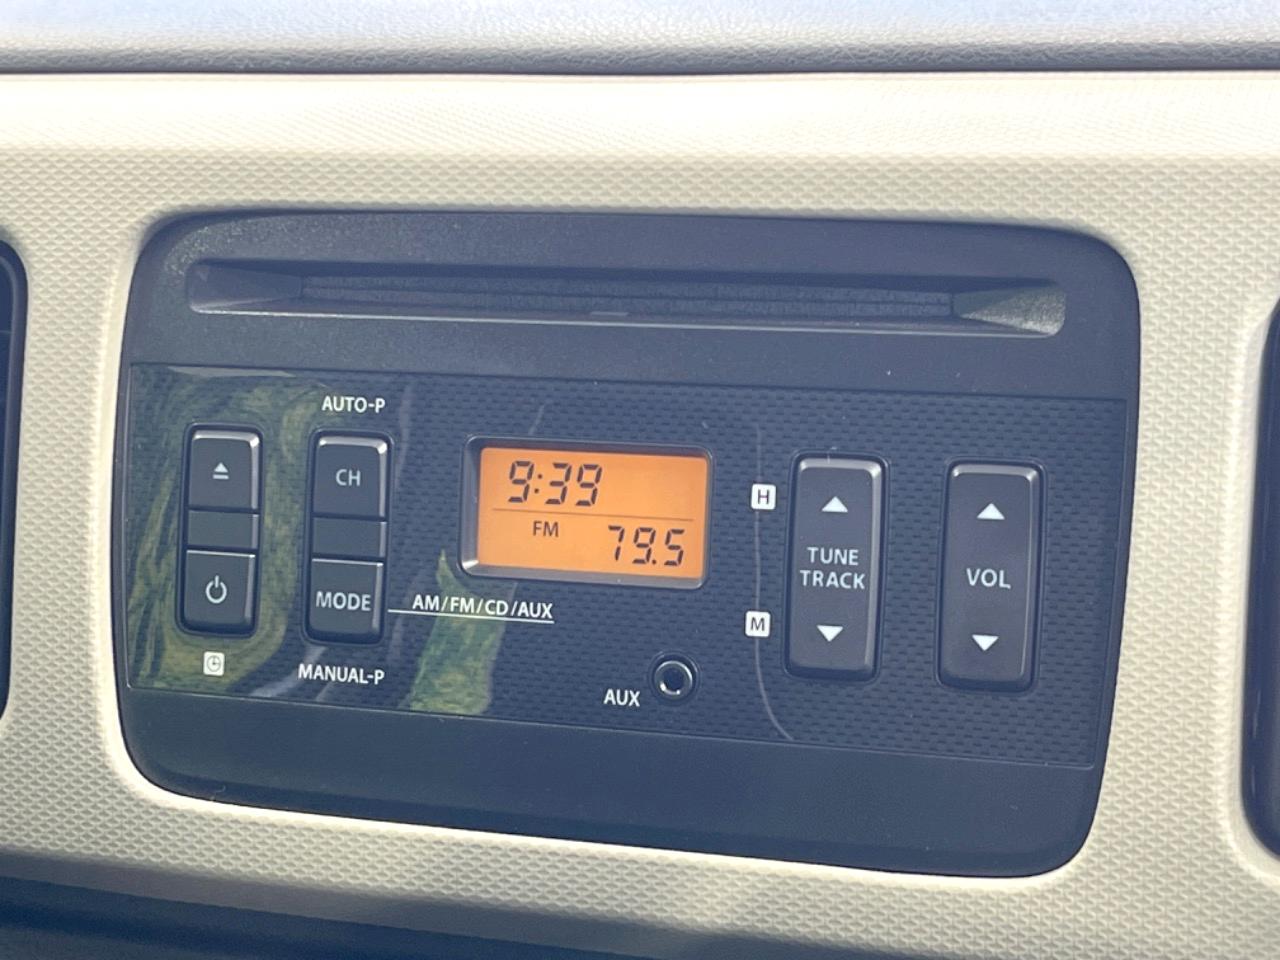 AUTO-P
CH
9:39
FM 79.5
H
TUNE
TRACK
VOL
MODE
AM/FM/CD/AUX
M
MANUAL-P
AUX